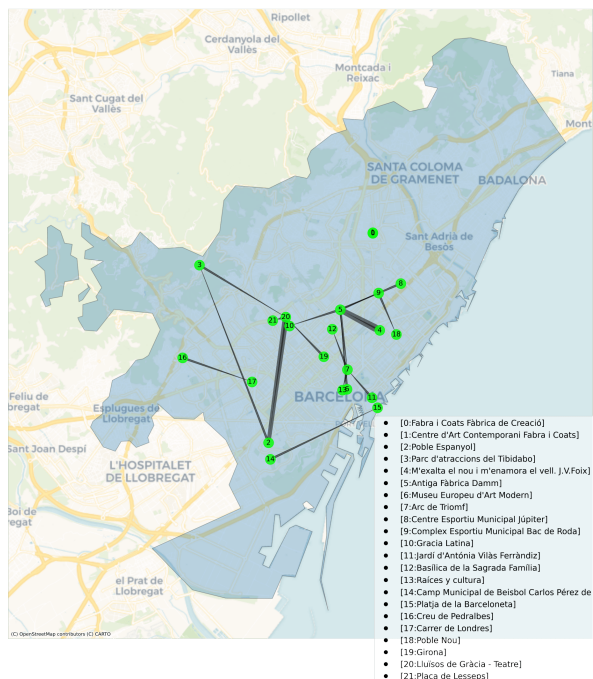 Ripollet
Cerdanyola del
Vallès
Montcada i
Reixac
Tiana
Sant Cugat del
Vallès
Mont
SANTA COLOMA
DE GRAMENET
BADALONA
Sant Adrià de
Besòs
3
8
9
5
20
21
10
12
4
18
19
16
17
7
6
11
15
BARCELONA
Feliu de
bregat
Esplugues de
Llobregat
2
14
Sant Joan Despí
L'HOSPITALET
DE LLOBREGAT
Boi de
bregat
el Prat de
Llobregat
(C) OpenStreetMap contributors (C) CARTO
[0:Fabra i Coats Fàbrica de Creació]
[1:Centre d'Art Contemporani Fabra i Coats]
[2:Poble Espanyol]
[3:Parc d'atraccions del Tibidabo]
[4:M'exalta el nou i m'enamora el vell. J.V.Foix]
[5:Antiga Fàbrica Damm]
[6:Museu Europeu d'Art Modern]
[7:Arc de Triomf]
[8:Centre Esportiu Municipal Júpiter]
[9:Complex Esportiu Municipal Bac de Roda]
[10:Gracia Latina]
[11:Jardí d'Antónia Vilàs Ferràndiz]
[12:Basílica de la Sagrada Família]
[13:Raíces y cultura]
[14:Camp Municipal de Beisbol Carlos Pérez de
[15:Platja de la Barceloneta]
[16:Creu de Pedralbes]
[17:Carrer de Londres]
[18:Poble Nou]
[19:Girona]
[20:Lluïsos de Gràcia - Teatre]
[21:Plaça de Lesseps]